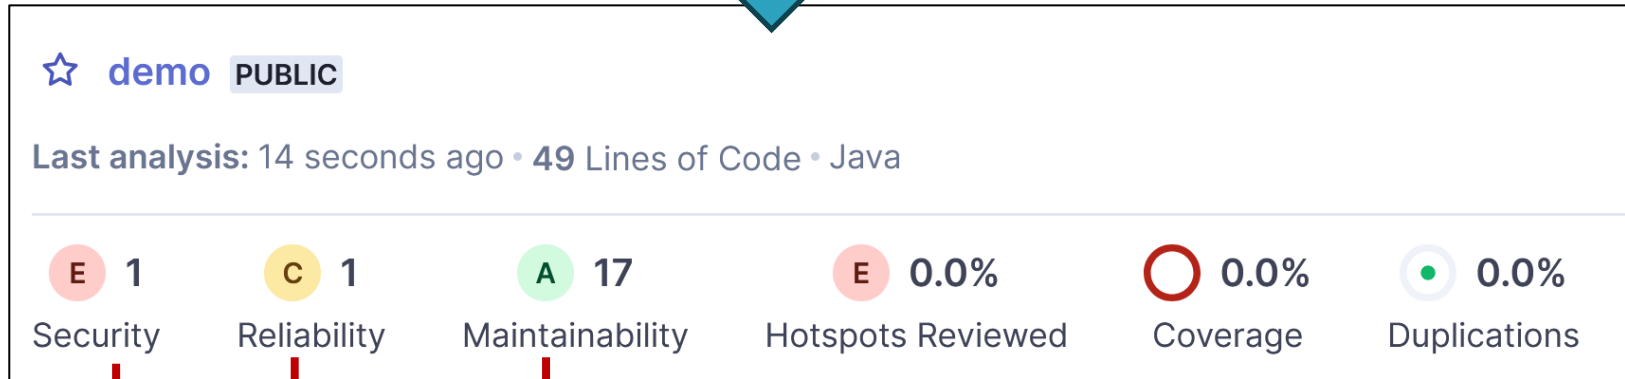 demo PUBLIC
Last analysis: 14 seconds ago • 49 Lines of Code • Java
E 1 C 1 A 17 E 0.0% 0.0% 0.0%
Security Reliability Maintainability Hotspots Reviewed Coverage Duplications